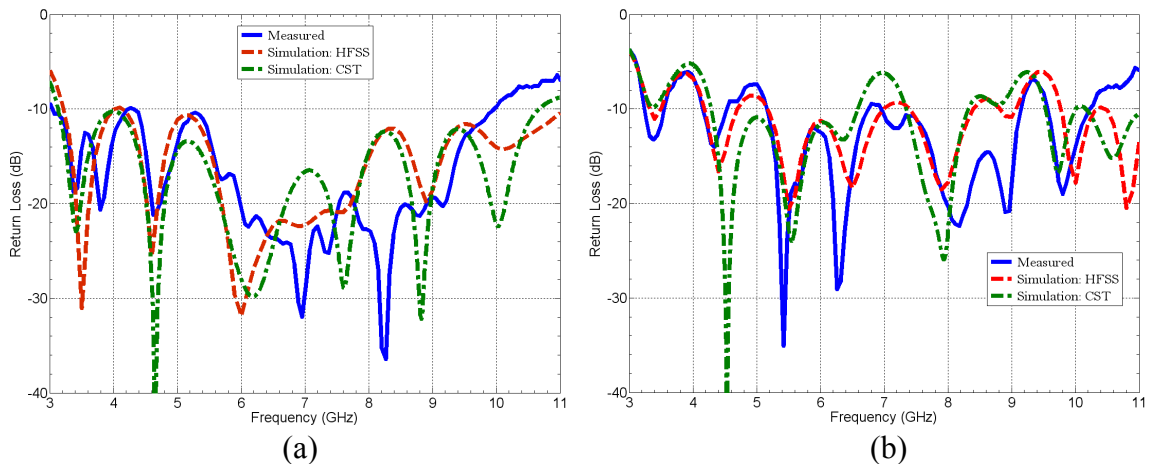 0
-10
-20
-30
-40
Return Loss (dB)
Measured
Simulation: HFSS
Simulation: CST
3 4 5 6 7 8 9 10 11
Frequency (GHz)
(a)
0
-10
-20
-30
-40
Return Loss (dB)
Measured
Simulation: HFSS
Simulation: CST
3 4 5 6 7 8 9 10 11
Frequency (GHz)
(b)